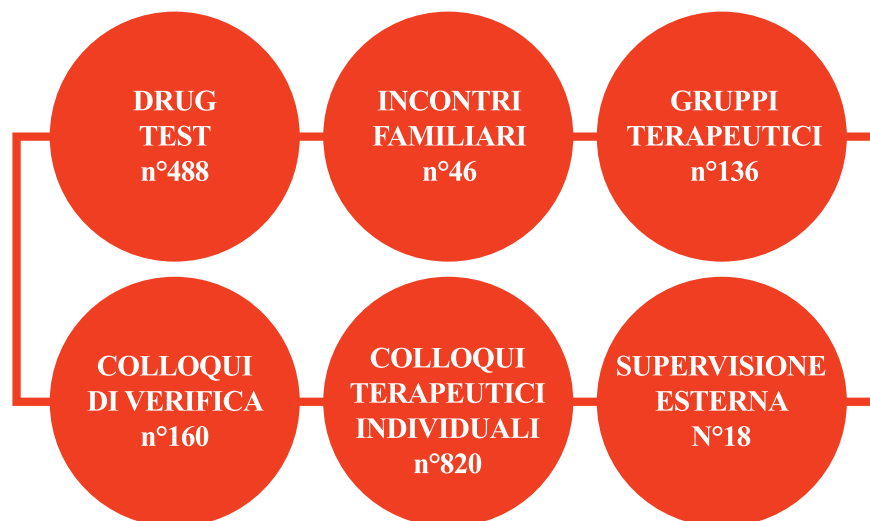 DRUG
TEST
n°488
INCONTRI
FAMILIARI
n°46
GRUPPI
TERAPEUTICI
n°136
COLLOQUI
DI VERIFICA
n°160
COLLOQUI
TERAPEUTICI
INDIVIDUALI
n°820
SUPERVISIONE
ESTERNA
N°18